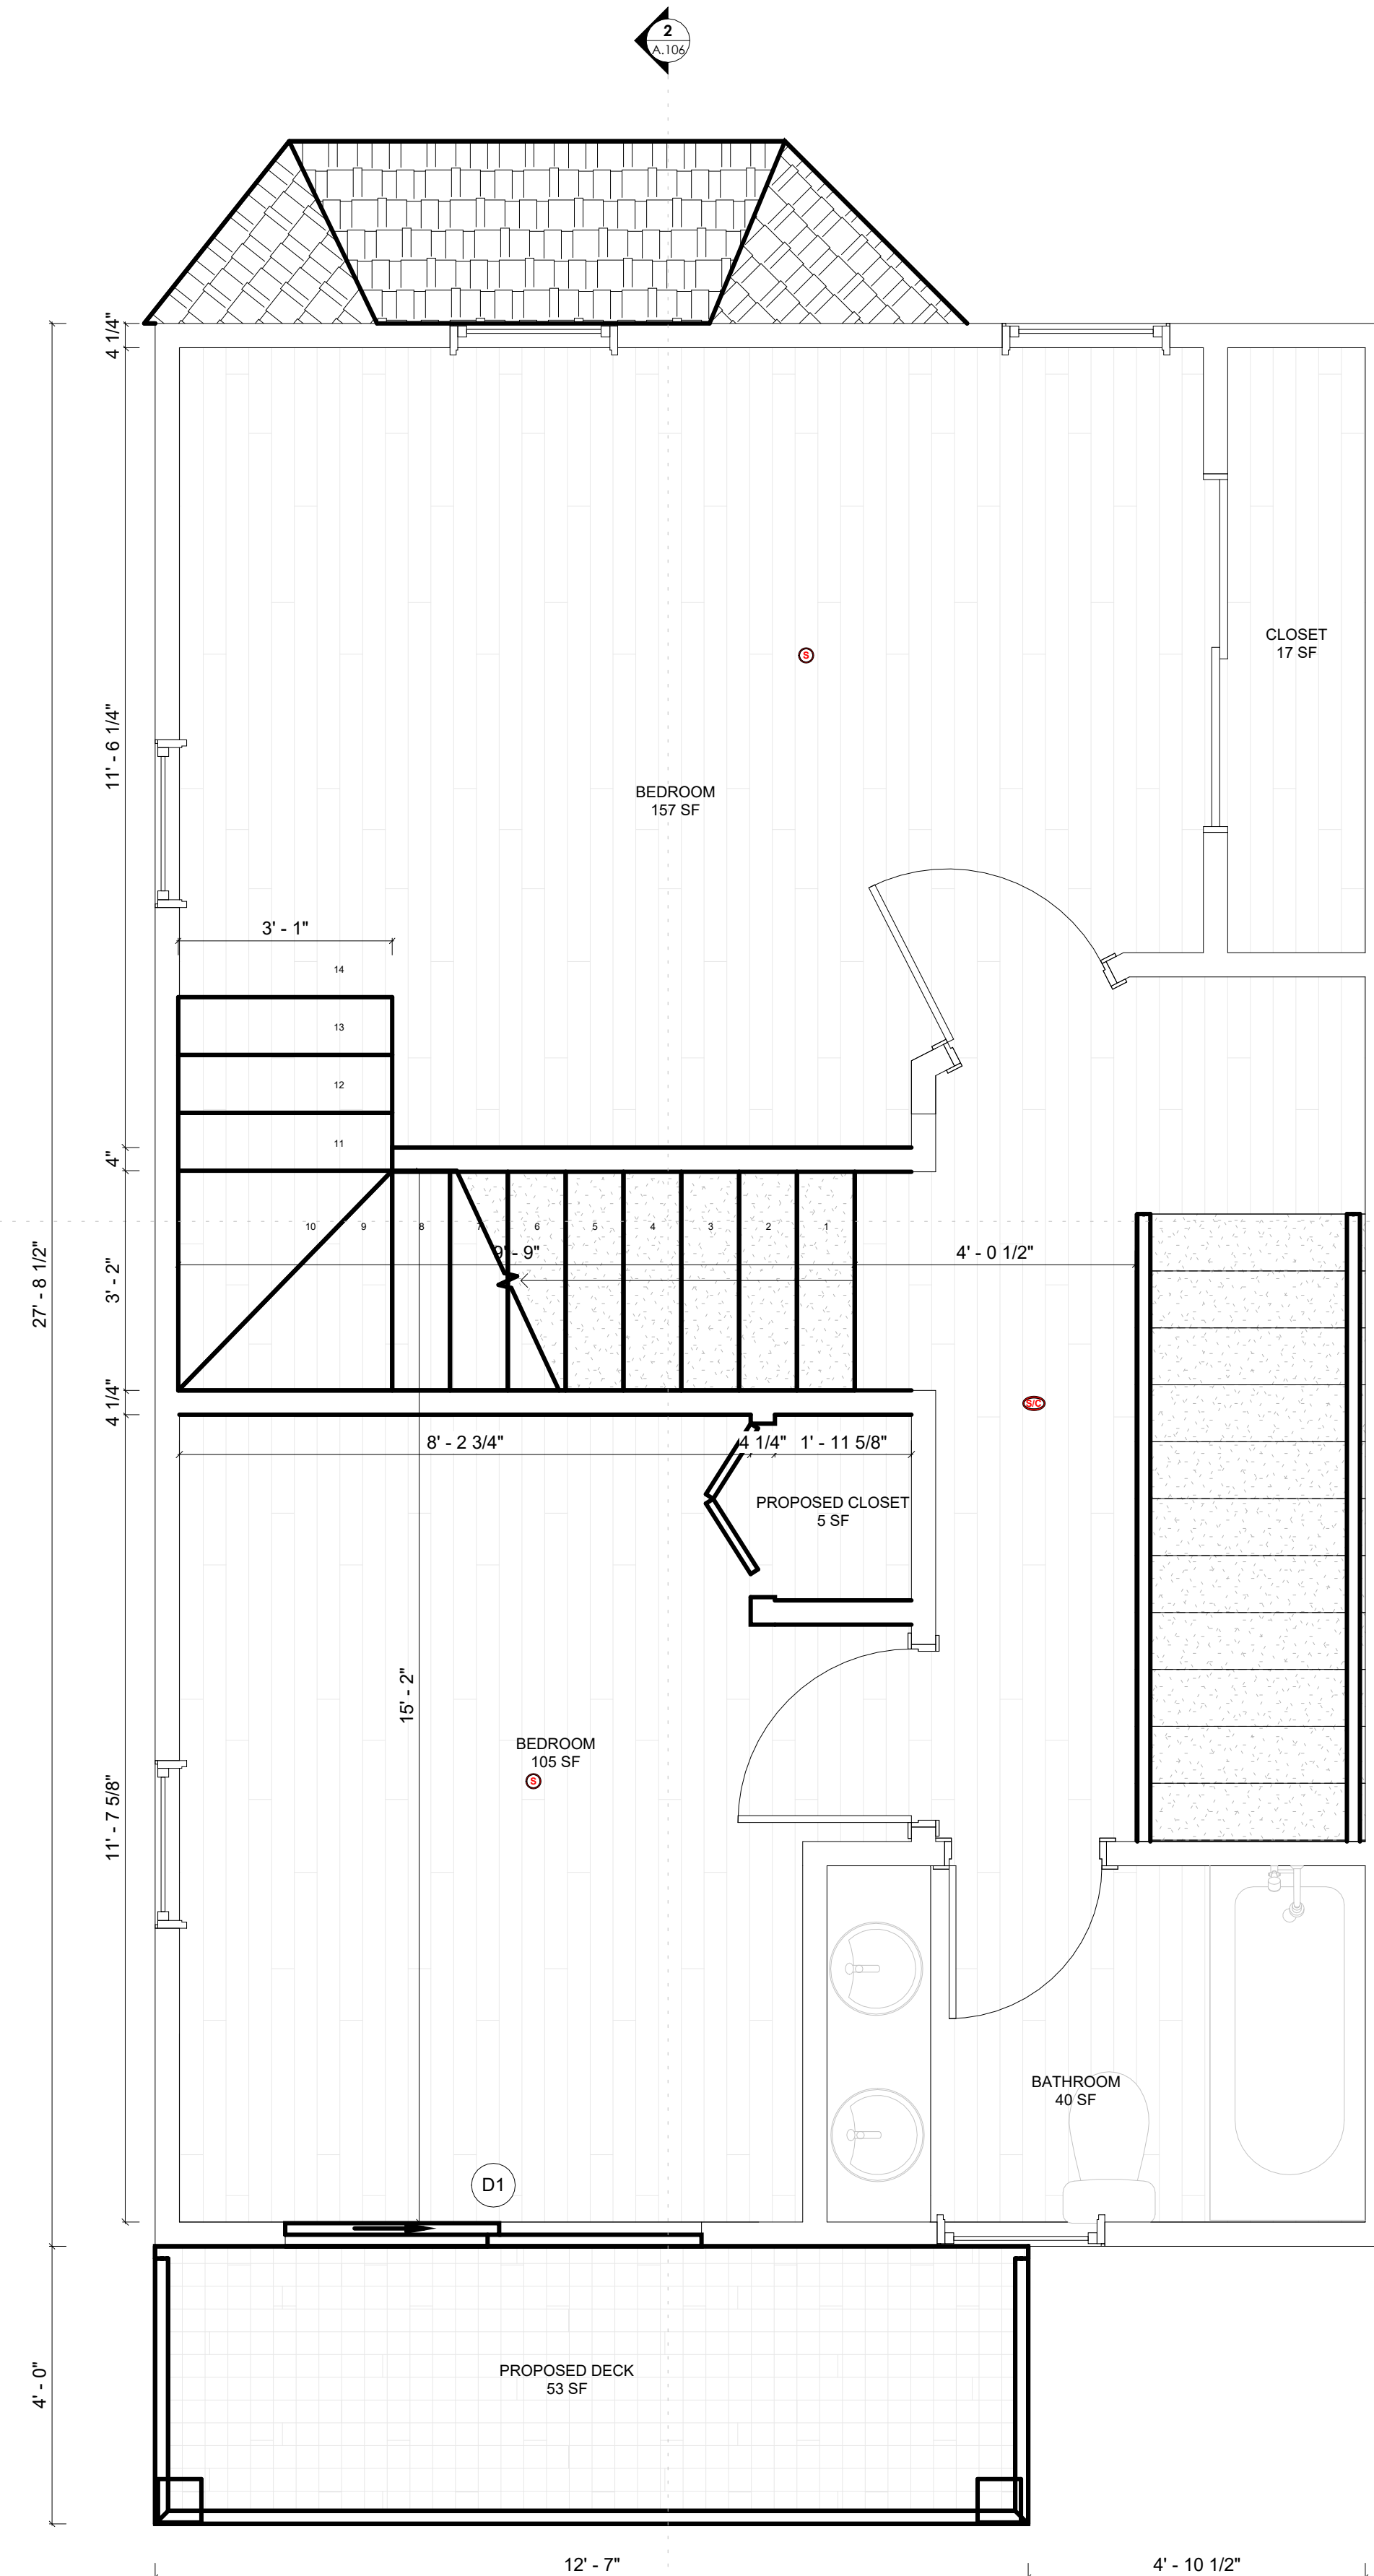 2
A.106
4 1/4"
CLOSET
17 SF
S
11' - 6 1/4"
BEDROOM
157 SF
3' - 1"
14
13
12
11
4"
10 9 8 7 6 5 4 3 2 1
9' - 9"
4' - 0 1/2"
3' - 2"
27' - 8 1/2"
4 1/4"
S/C
8' - 2 3/4" 4 1/4" 1' - 11 5/8"
PROPOSED CLOSET
5 SF
15' - 2"
BEDROOM
105 SF
S
11' - 7 5/8"
BATHROOM
40 SF
D1
PROPOSED DECK
53 SF
4' - 0"
12' - 7"
4' - 10 1/2"